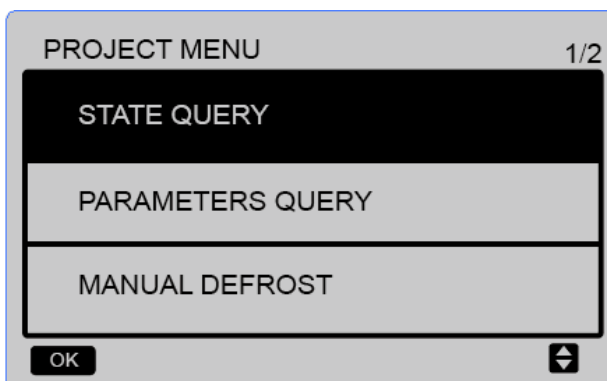 PROJECT MENU 1/2
STATE QUERY
PARAMETERS QUERY
MANUAL DEFROST
OK